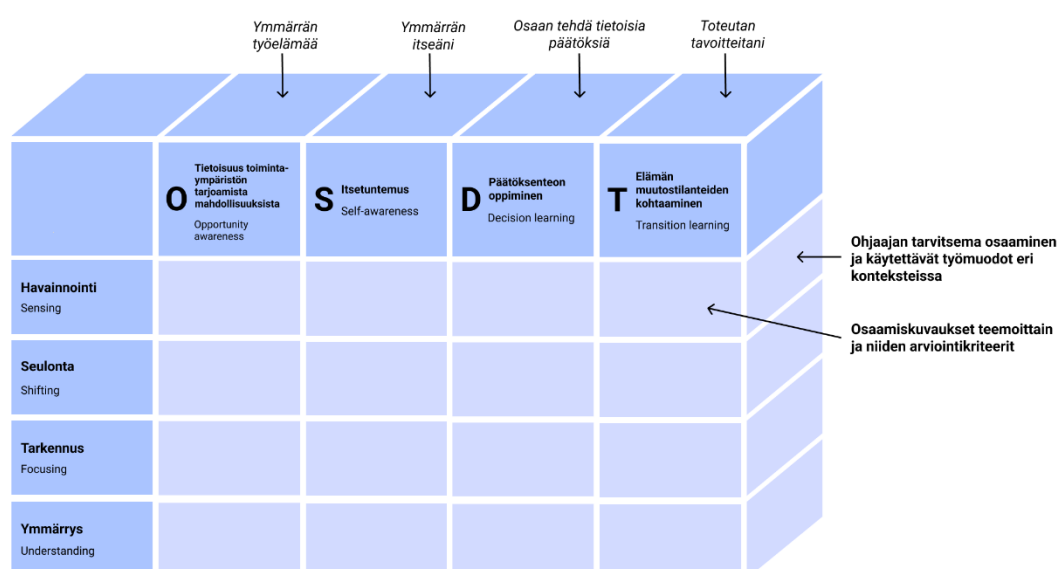 Ymmärrän
työelämää
Ymmärrän
itseäni
Osaan tehdä tietoisia
päätöksiä
Toteutan
tavoitteitani
O
Tietoisuus toiminta-
ympäristön
tarjoamista
mahdollisuuksista
Opportunity
awareness
S
Itsetuntemus
Self-awareness
D
Päätöksenteon
oppiminen
Decision learning
T
Elämän
muutostilanteiden
kohtaaminen
Transition learning
Ohjaajan tarvitsema osaaminen
ja käytettävät työmuodot eri
konteksteissa
Havainnointi
Sensing
Osaamiskuvaukset teemoittain
ja niiden arviointikriteerit
Seulonta
Shifting
Tarkennus
Focusing
Ymmärrys
Understanding